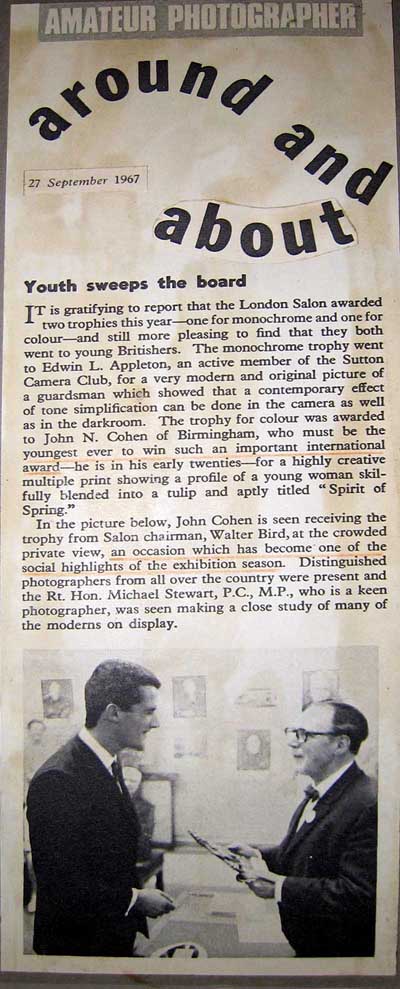 AMATEUR PHOTOGRAPHER
around and
about
27 September 1967
Youth sweeps the board
IT is gratifying to report that the London Salon awarded
two trophies this year—one for monochrome and one for
colour—and still more pleasing to find that they both
went to young Britishers. The monochrome trophy went
to Edwin L. Appleton, an active member of the Sutton
Camera Club, for a very modern and original picture of
a guardsman which showed that a contemporary effect
of tone simplification can be done in the camera as well
as in the darkroom. The trophy for colour was awarded
to John N. Cohen of Birmingham, who must be the
youngest ever to win such an important international
award—he is in his early twenties—for a highly creative
multiple print showing a profile of a young woman skil-
fully blended into a tulip and aptly titled "Spirit of
Spring."
In the picture below, John Cohen is seen receiving the
trophy from Salon chairman, Walter Bird, at the crowded
private view, an occasion which has become one of the
social highlights of the exhibition season. Distinguished
photographers from all over the country were present and
the Rt. Hon. Michael Stewart, P.C., M.P., who is a keen
photographer, was seen making a close study of many of
the moderns on display.